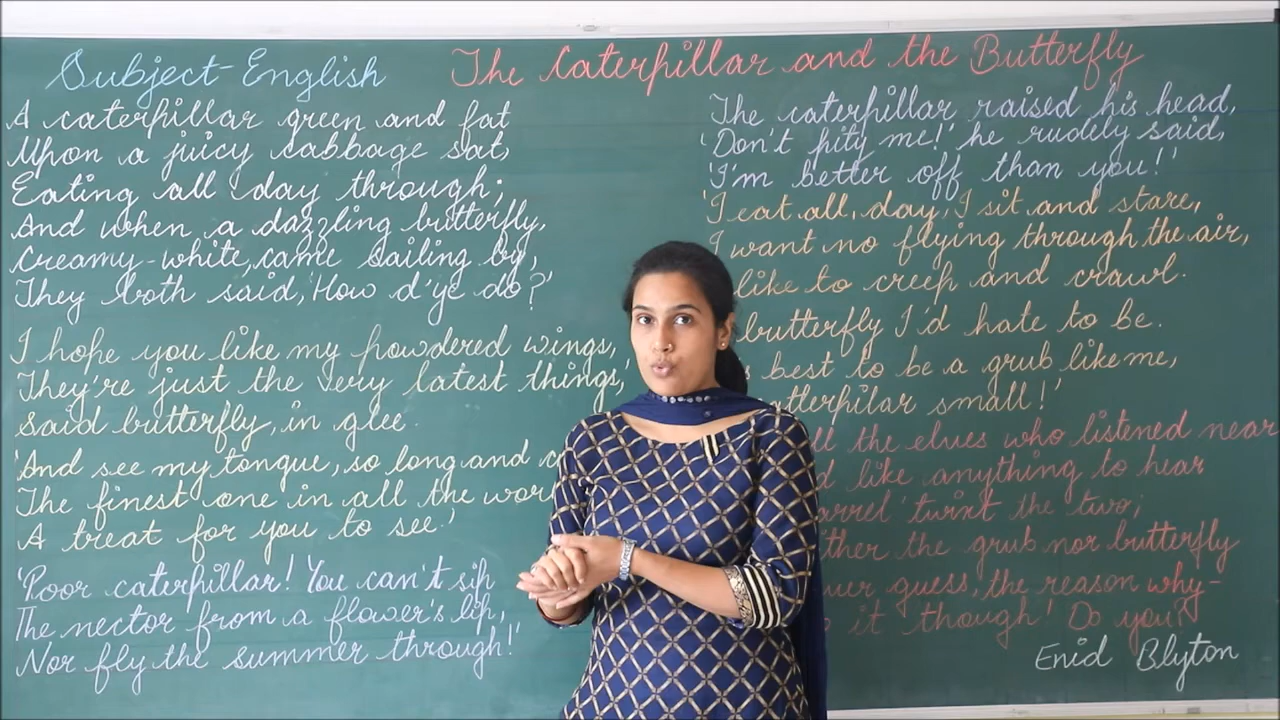 Subject-English
The Caterpillar and the Butterfly
A caterpillar green and fat
Upon a juicy cabbage sat,
Eating all day through;
And when a dazzling butterfly,
Creamy-white, came sailing by,
They both said, 'How d'ye do?'
I hope you like my powdered wings,
They're just the very latest things,'
Said butterfly, in glee.
'And see my tongue, so long and
The finest one in all the
A treat for you to see.'
'Poor caterpillar! You can't sip
The nector from a flower's lip,
Nor fly the summer through!'
The caterpillar raised his head,
'Don't pity me!' he rudely said,
'I'm better off than you!'
'I eat all, day, I sit and stare,
I want no flying through the air,
like to creep and crawl.
butterfly I'd hate to be.
best to be a grub like me,
small!'
the elves who listened near
like anything to hear
'twixt the two;
the grub nor butterfly
guess, the reason why-
it though! Do you?
Enid Blyton